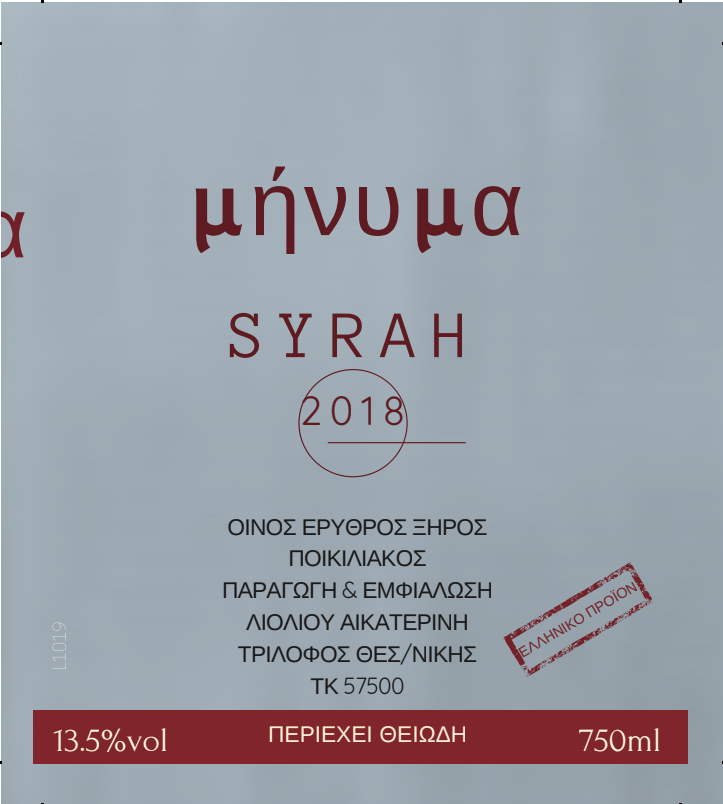 μήνυμα
α
SYRAH
2018
ΟΙΝΟΣ ΕΡΥΘΡΟΣ ΞΗΡΟΣ
ΠΟΙΚΙΛΙΑΚΟΣ
ΠΑΡΑΓΩΓΗ & ΕΜΦΙΑΛΩΣΗ
ΛΙΟΛΙΟΥ ΑΙΚΑΤΕΡΙΝΗ
ΤΡΙΛΟΦΟΣ ΘΕΣ/ΝΙΚΗΣ
ΤΚ 57500
ΕΛΛΗΝΙΚΟ ΠΡΟΪΟΝ
L1019
13.5%vol
ΠΕΡΙΕΧΕΙ ΘΕΙΩΔΗ
750ml